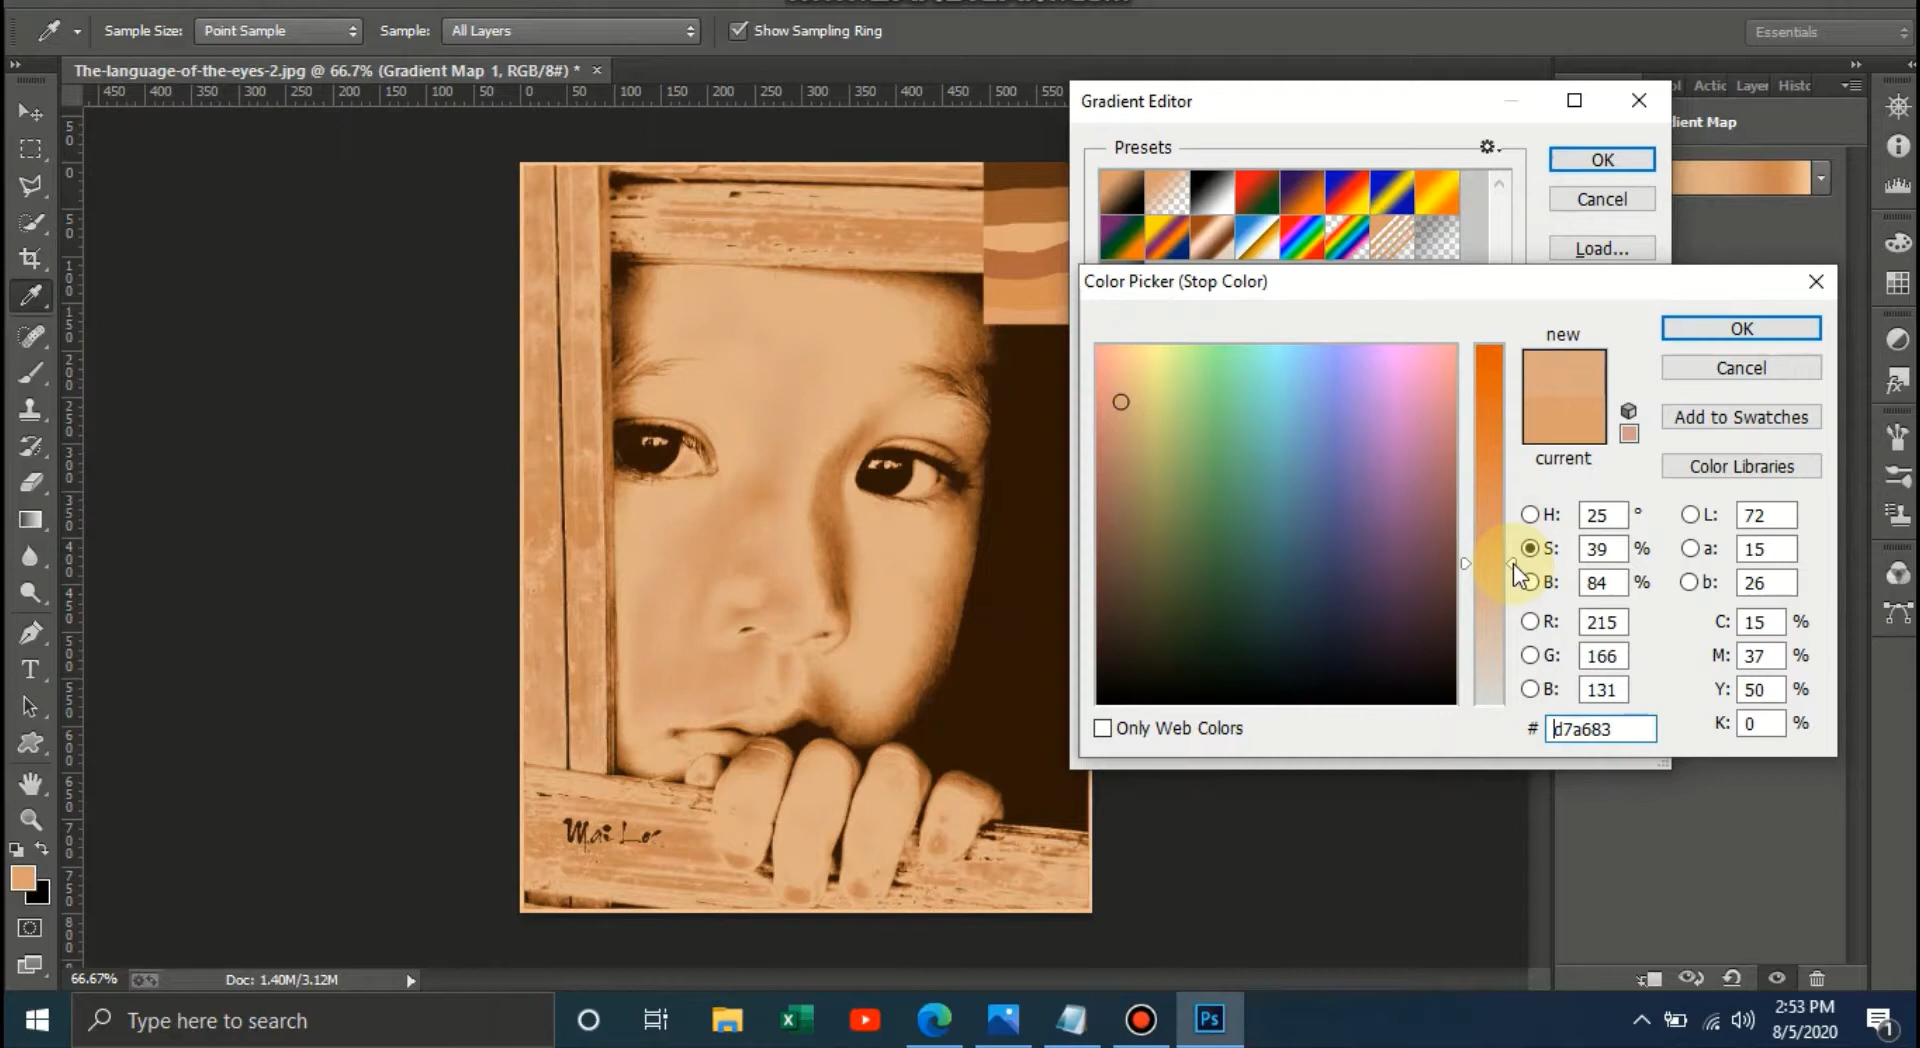 Sample Size: Point Sample Sample: All Layers Show Sampling Ring Essentials
The-language-of-the-eyes-2.jpg @ 66.7% (Gradient Map 1, RGB/8#) * ×
450 400 350 300 250 200 150 100 50 0 50 100 150 200 250 300 350 400 450 500 550
Gradient Editor
Actic Layer Histo
dient Map
Presets
OK
Cancel
Load...
Color Picker (Stop Color)
new
current
OK
Cancel
Add to Swatches
Color Libraries
H: 25 ° L: 72
S: 39 % a: 15
B: 84 % b: 26
R: 215 C: 15 %
G: 166 M: 37 %
B: 131 Y: 50 %
# d7a683 K: 0 %
Only Web Colors
66.67% Doc: 1.40M/3.12M
Type here to search
Ps
2:53 PM
8/5/2020
1